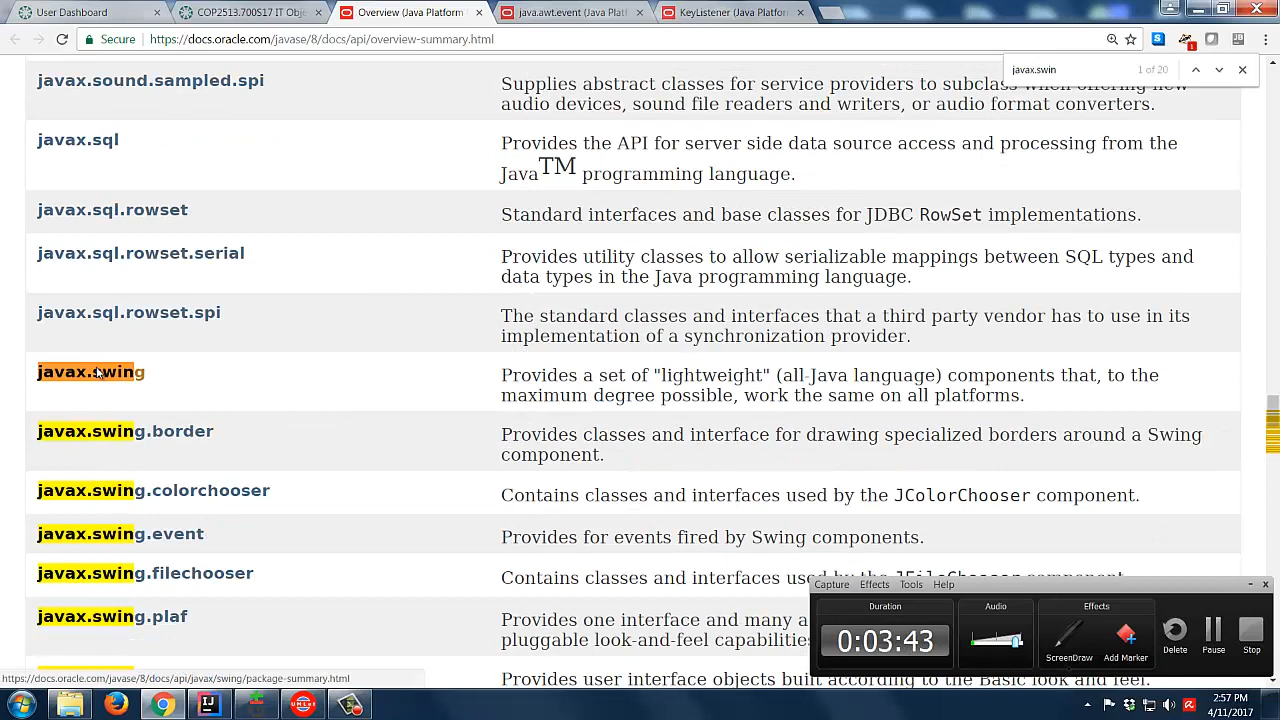 User Dashboard
COP2513.700S17 IT Obje
Overview (Java Platform
java.awt.event (Java Platf
KeyListener (Java Platfor
Secure
https://docs.oracle.com/javase/8/docs/api/overview-summary.html
javax.swin
1 of 20
javax.sound.sampled.spi
Supplies abstract classes for service providers to subclass when offering new
audio devices, sound file readers and writers, or audio format converters.
javax.sql
Provides the API for server side data source access and processing from the
JavaTM programming language.
javax.sql.rowset
Standard interfaces and base classes for JDBC RowSet implementations.
javax.sql.rowset.serial
Provides utility classes to allow serializable mappings between SQL types and
data types in the Java programming language.
javax.sql.rowset.spi
The standard classes and interfaces that a third party vendor has to use in its
implementation of a synchronization provider.
javax.swing
Provides a set of "lightweight" (all-Java language) components that, to the
maximum degree possible, work the same on all platforms.
javax.swing.border
Provides classes and interface for drawing specialized borders around a Swing
component.
javax.swing.colorchooser
Contains classes and interfaces used by the JColorChooser component.
javax.swing.event
Provides for events fired by Swing components.
javax.swing.filechooser
Contains classes and interfaces used by the JFileChooser component.
javax.swing.plaf
Provides one interface and many a
pluggable look-and-feel capabilities
Provides user interface objects built according to the Basic look and feel.
https://docs.oracle.com/javase/8/docs/api/javax/swing/package-summary.html
Capture Effects Tools Help
Duration
Audio
Effects
0:03:43
ScreenDraw
Add Marker
Delete
Pause
Stop
2:57 PM
4/11/2017